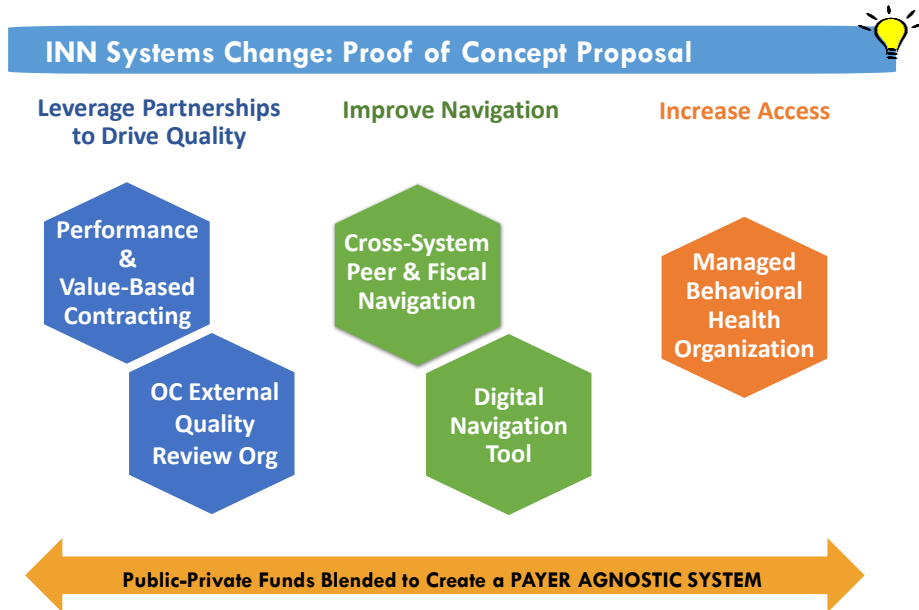 INN Systems Change: Proof of Concept Proposal
Leverage Partnerships
to Drive Quality
Improve Navigation
Increase Access
Performance
&
Value-Based
Contracting
OC External
Quality
Review Org
Cross-System
Peer & Fiscal
Navigation
Digital
Navigation
Tool
Managed
Behavioral
Health
Organization
Public-Private Funds Blended to Create a PAYER AGNOSTIC SYSTEM